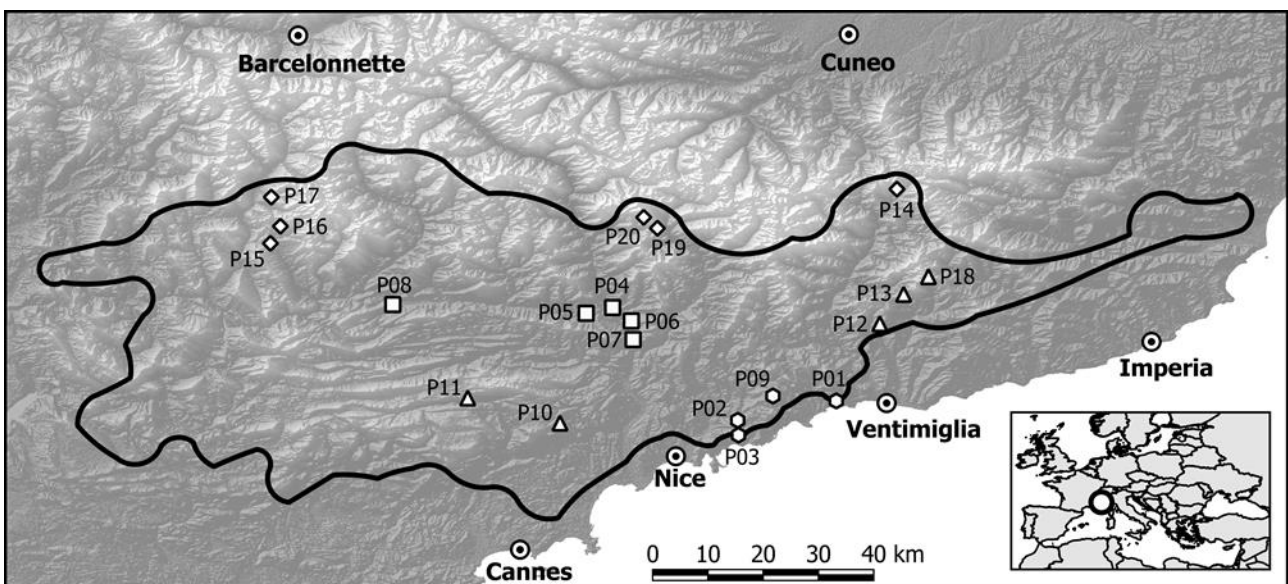 Barcelonnette
Cuneo
P17
P14
P16
P20
P19
P15
P18
P08
P04
P13
P05
P06
P12
P07
Imperia
P11
P09
P01
P10
P02
Ventimiglia
P03
Nice
0 10 20 30 40 km
Cannes